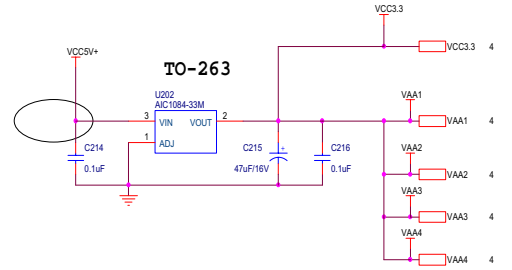 VCC3.3
VCC5V+
VCC3.3 4
TO-263
U202
AIC1084-33M
3 VIN VOUT 2
1 ADJ
VAA1
VAA1 4
C214
0.1uF
C215
+
47uF/16V
C216
0.1uF
VAA2
VAA2 4
VAA3
VAA3 4
VAA4
VAA4 4